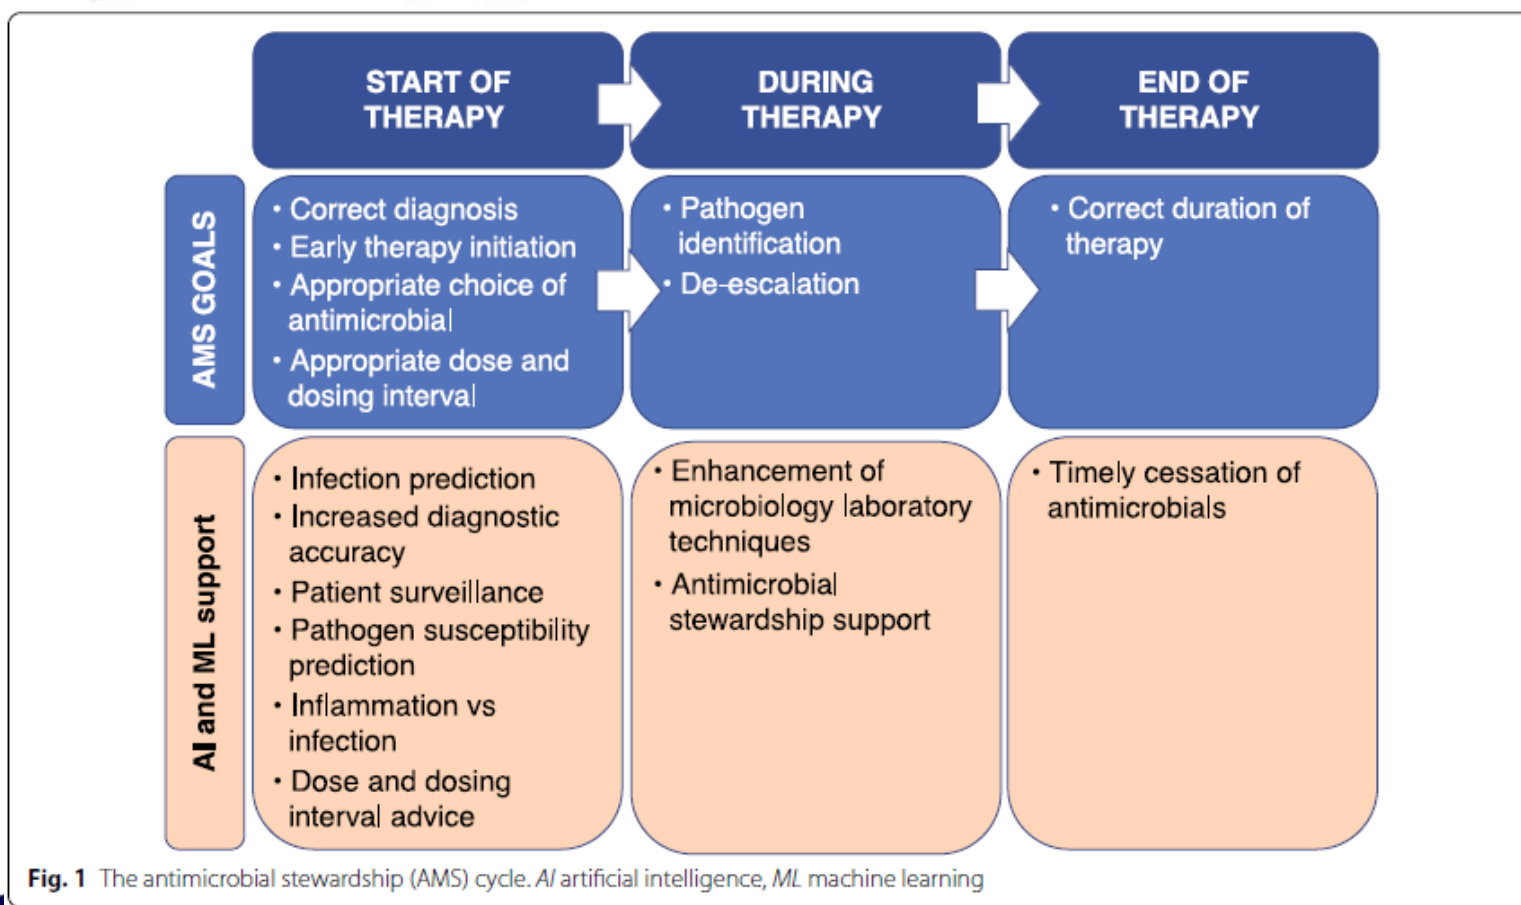 START OF
THERAPY
DURING
THERAPY
END OF
THERAPY
AMS GOALS
• Correct diagnosis
• Early therapy initiation
• Appropriate choice of
antimicrobial
• Appropriate dose and
dosing interval
• Pathogen
identification
• De-escalation
• Correct duration of
therapy
AI and ML support
• Infection prediction
• Increased diagnostic
accuracy
• Patient surveillance
• Pathogen susceptibility
prediction
• Inflammation vs
infection
• Dose and dosing
interval advice
• Enhancement of
microbiology laboratory
techniques
• Antimicrobial
stewardship support
• Timely cessation of
antimicrobials
Fig. 1 The antimicrobial stewardship (AMS) cycle. AI artificial intelligence, ML machine learning